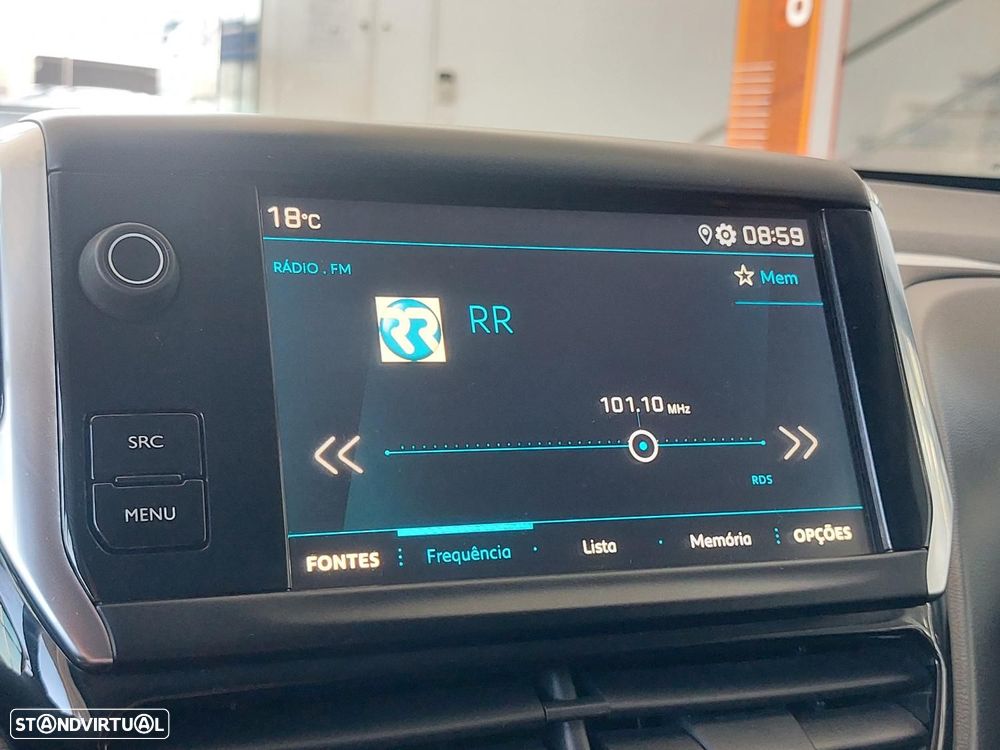 O
18°C
08:59
RÁDIO . FM
Mem
RR
RR
101.10 MHz
SRC
MENU
RDS
FONTES
Frequência
Lista
Memória
OPÇÕES
STANDVIRTUAL